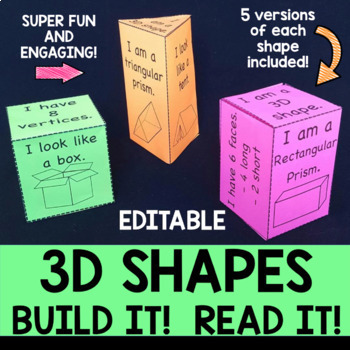 SUPER FUN
AND
ENGAGING!
5 versions
of each
shape
included!
I have
8
vertices.
I look like
a box.
I am a
triangular
prism.
I look
like a
tent.
I am a
3D
shape.
I have 6 faces.
- 4 long
- 2 short
I am a
Rectangular
Prism.
EDITABLE
3D SHAPES
BUILD IT! READ IT!